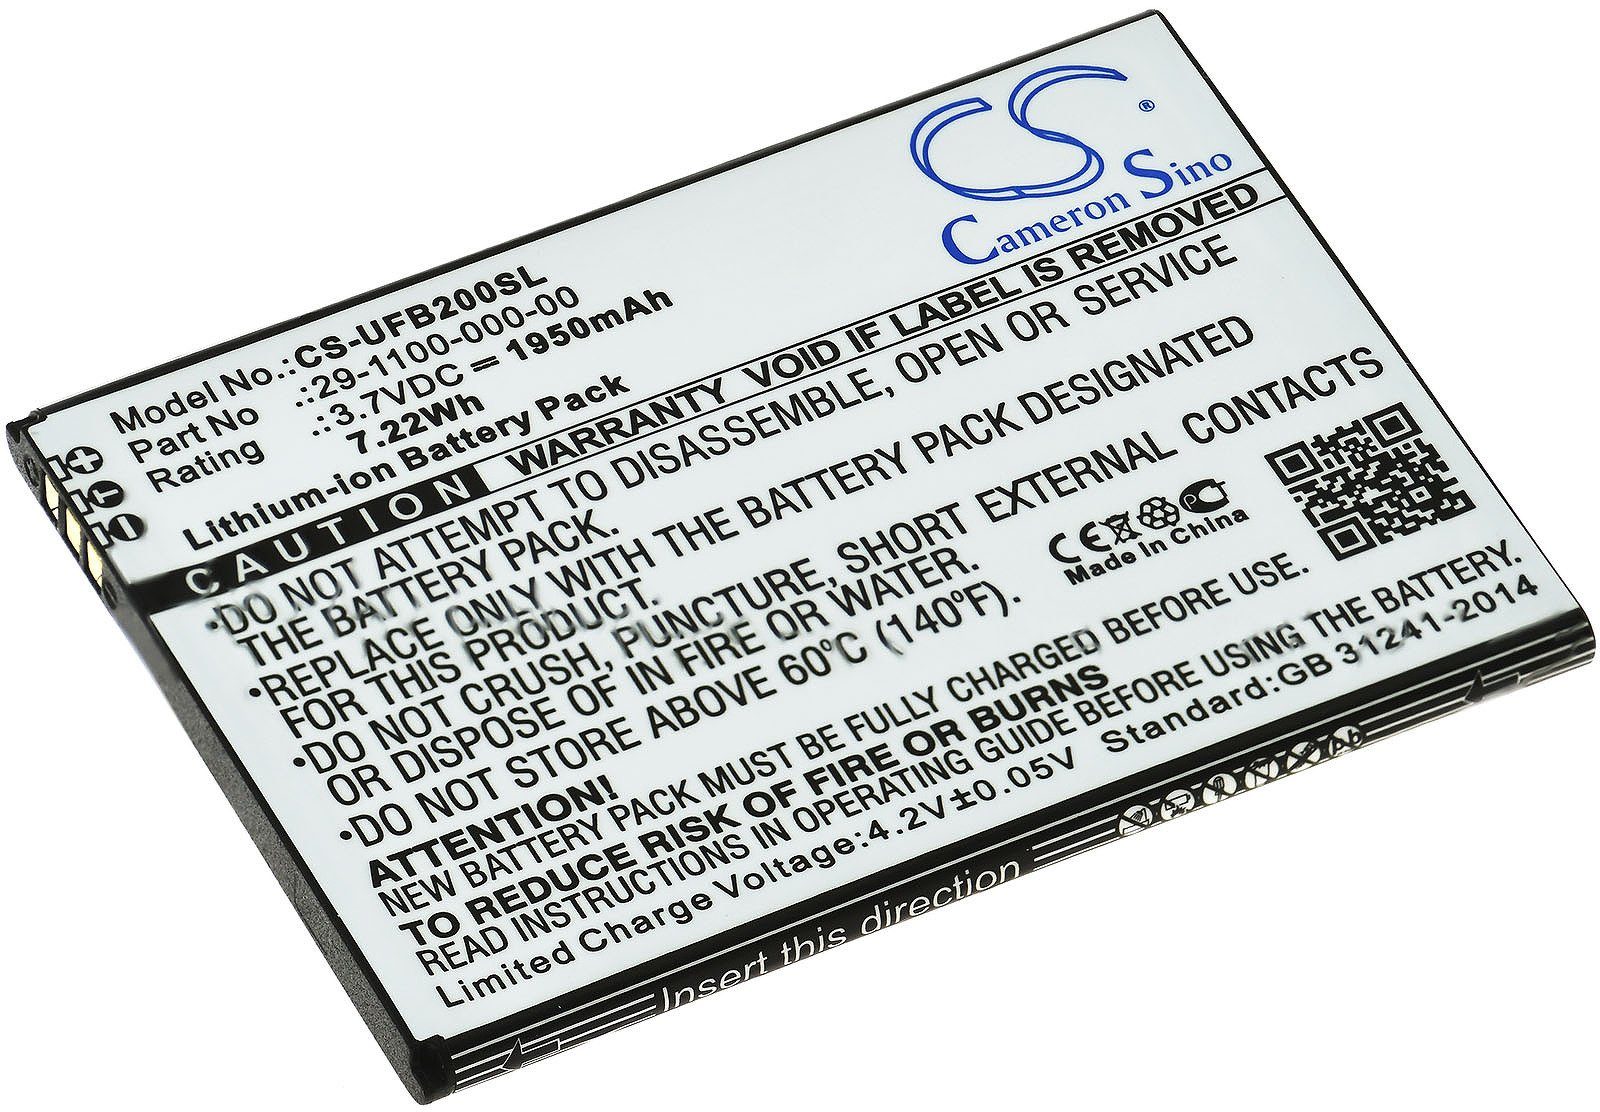 CS ®
Cameron Sino
Model No.:CS-UFB200SL
Part No .:29-1100-000-00
Rating .:3.7VDC = 1950mAh
7.22Wh
Lithium-ion Battery Pack
CAUTION WARRANTY VOID IF LABEL IS REMOVED
•DO NOT ATTEMPT TO DISASSEMBLE, OPEN OR SERVICE
THE BATTERY PACK.
•REPLACE ONLY WITH THE BATTERY PACK DESIGNATED
FOR THIS PRODUCT.
•DO NOT CRUSH, PUNCTURE, SHORT EXTERNAL CONTACTS
OR DISPOSE OF IN FIRE OR WATER.
•DO NOT STORE ABOVE 60°C (140°F).
CE
Made in China
ATTENTION!
NEW BATTERY PACK MUST BE FULLY CHARGED BEFORE USE.
TO REDUCE RISK OF FIRE OR BURNS
READ INSTRUCTIONS IN OPERATING GUIDE BEFORE USING THE BATTERY.
Limited Charge Voltage:4.2V±0.05V Standard:GB 31241-2014
Insert this direction